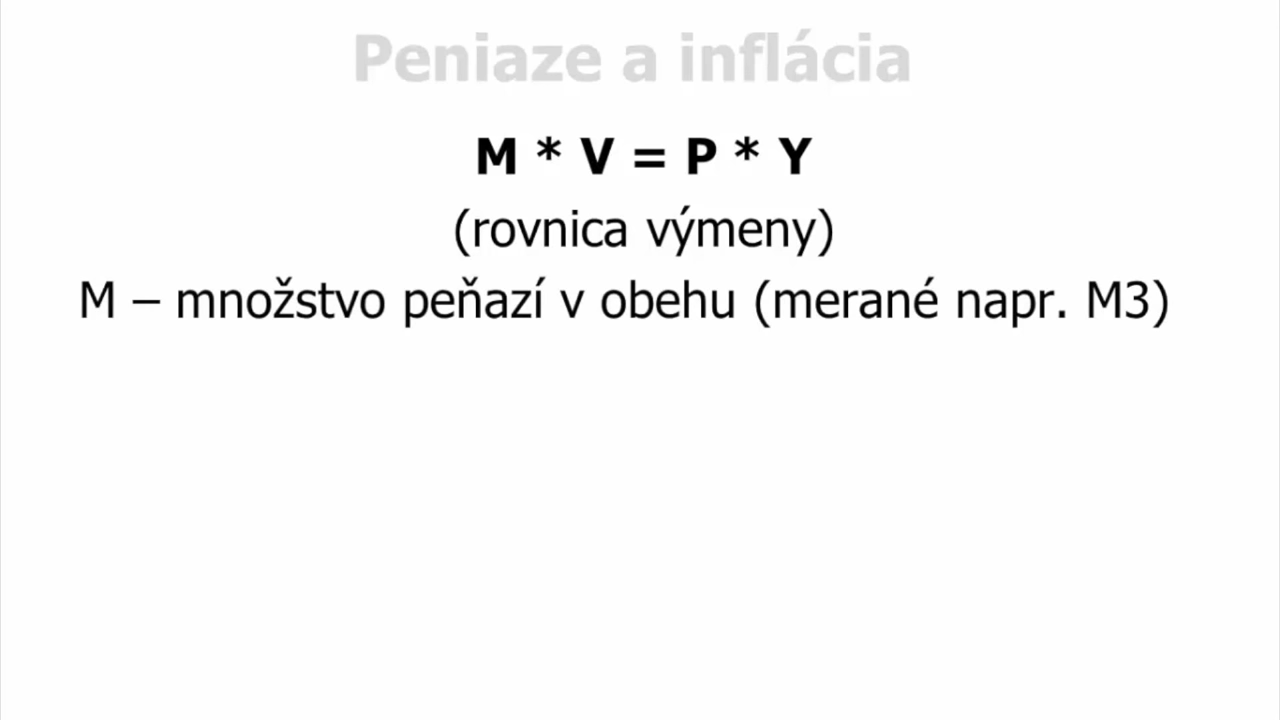 Peniaze a inflácia
M * V = P * Y
(rovnica výmeny)
M – množstvo peňazí v obehu (merané napr. M3)